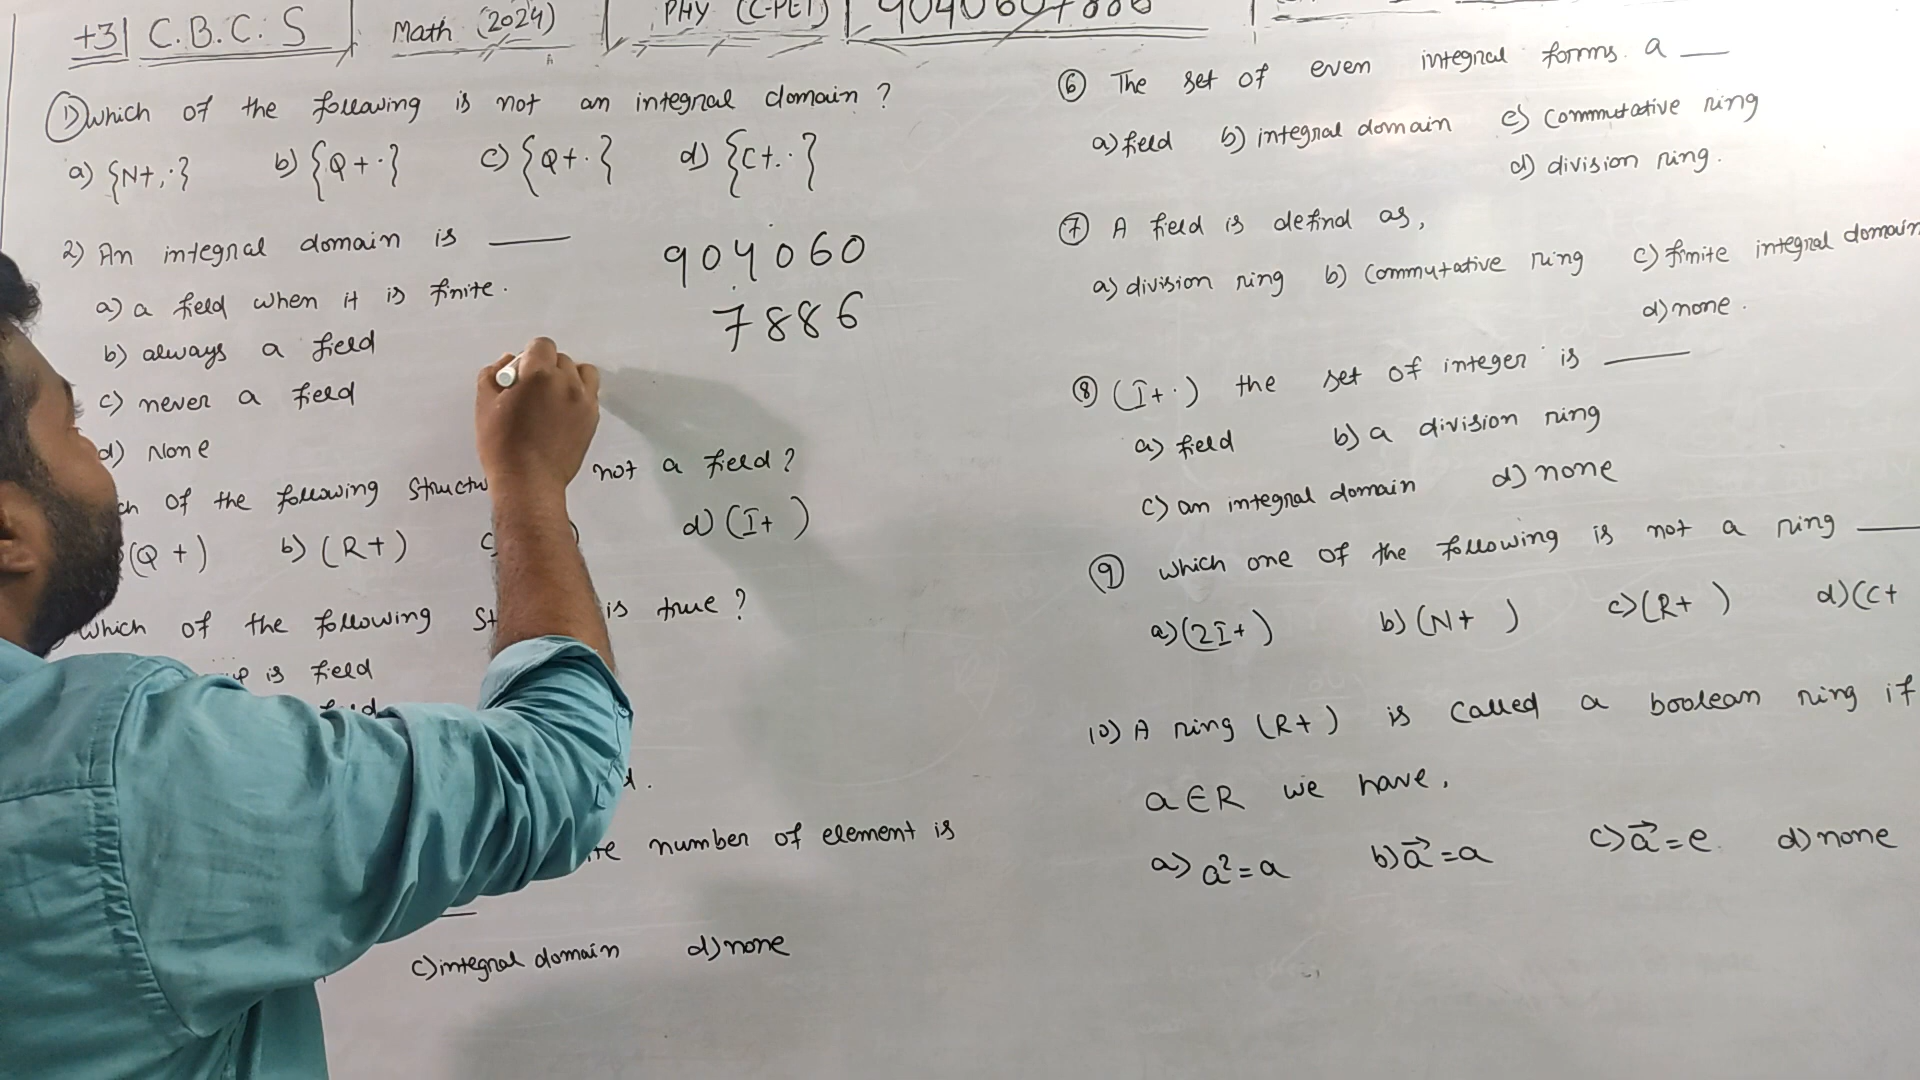 +3 C.B.C.S Math (2024) PHY (C-PET) 9040607886
1) which of the following is not an integral domain ?
a) {N+,·} b) {Q+·} c) {Q+·} d) {C+.·}
2) An integral domain is ____
a) a field when it is finite.
b) always a field
c) never a field
d) None
904060
7886
of the following not a field ?
(Q +) b) (R+) d) (I+ )
which of the following is true ?
is field
number of element is
c) integral domain d) none
6 The set of even integral forms a __
a) field b) integral domain c) commutative ring
d) division ring.
7 A field is defind as,
a) division ring b) commutative ring c) finite integral domain
d) none.
8 (I+·) the set of integer is ____
a) field b) a division ring
c) an integral domain d) none
9 which one of the following is not a ring ____
a) (2I+ ) b) (N+ ) c) (R+ ) d) (C+
10) A ring (R+ ) is called a boolean ring if
a∈R we have,
a) a²=a b) a⃗=a c) a⃗=e d) none